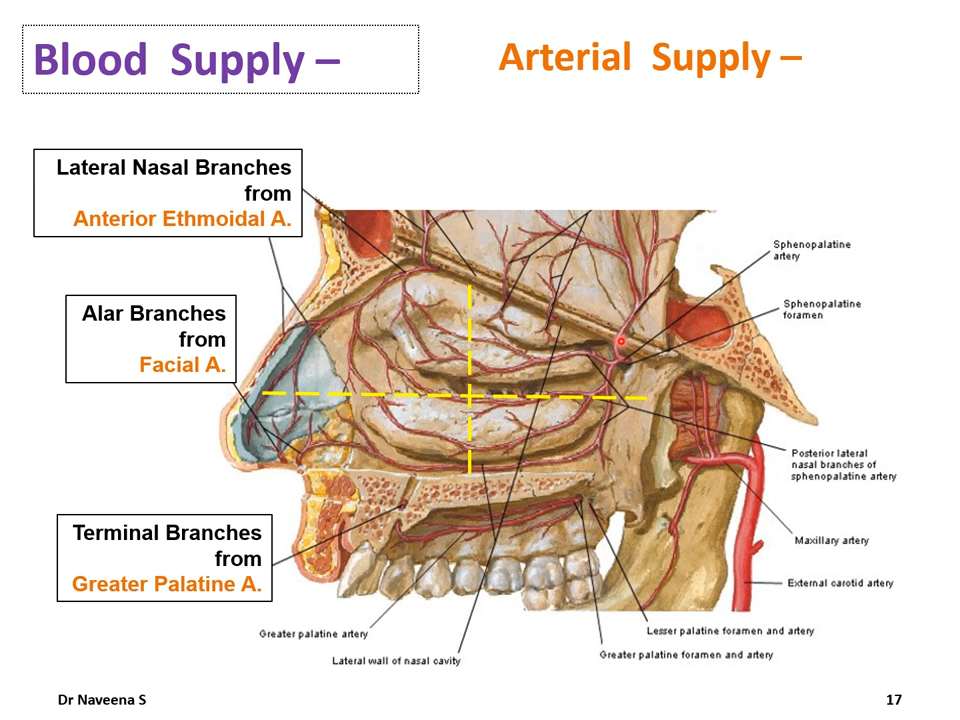 Blood Supply –
Arterial Supply –
Lateral Nasal Branches
from
Anterior Ethmoidal A.
Alar Branches
from
Facial A.
Terminal Branches
from
Greater Palatine A.
Sphenopalatine
artery
Sphenopalatine
foramen
Posterior lateral
nasal branches of
sphenopalatine artery
Maxillary artery
External carotid artery
Lesser palatine foramen and artery
Greater palatine foramen and artery
Greater palatine artery
Lateral wall of nasal cavity
Dr Naveena S
17